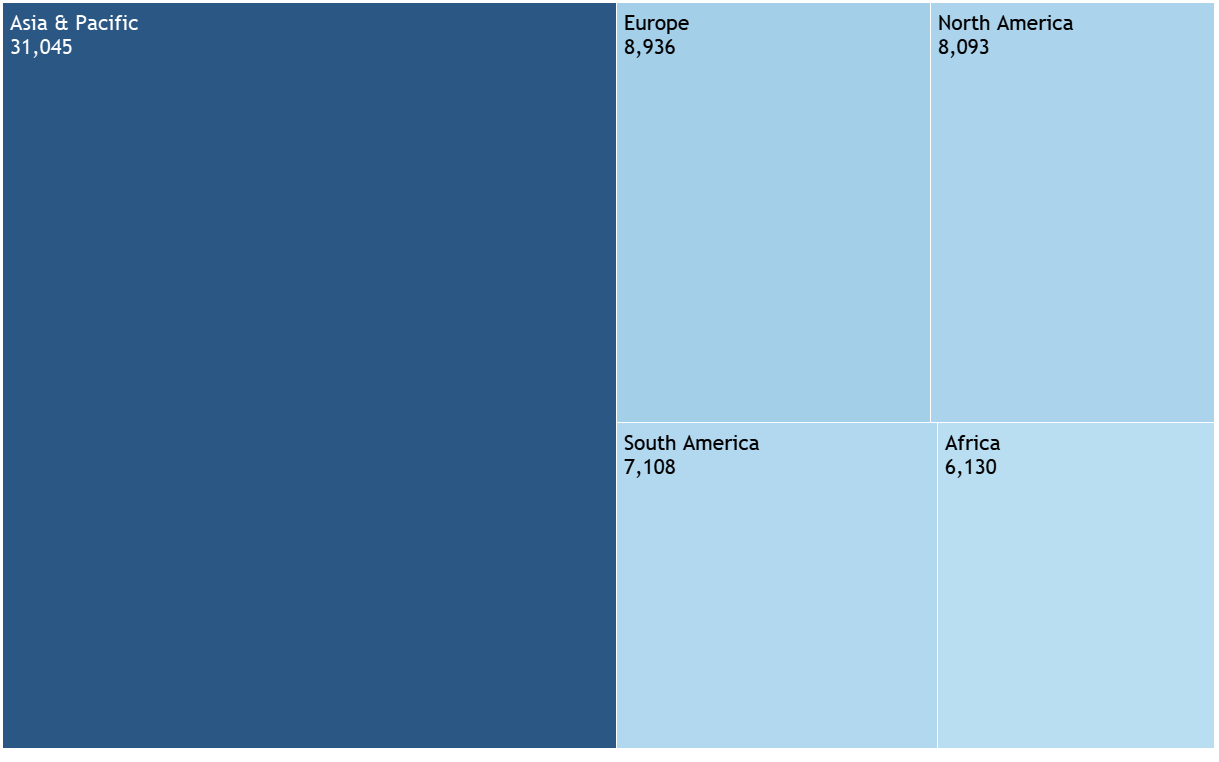 Asia & Pacific
31,045
Europe
8,936
North America
8,093
South America
7,108
Africa
6,130